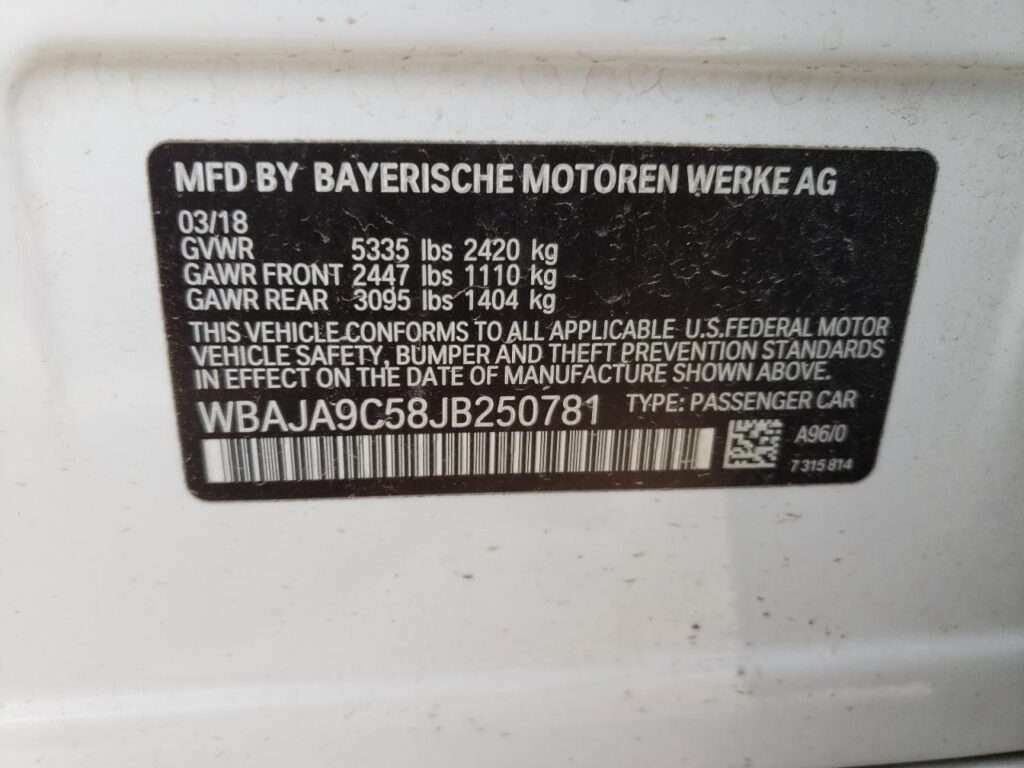 MFD BY BAYERISCHE MOTOREN WERKE AG
03/18
GVWR 5335 lbs 2420 kg
GAWR FRONT 2447 lbs 1110 kg
GAWR REAR 3095 lbs 1404 kg
THIS VEHICLE CONFORMS TO ALL APPLICABLE U.S.FEDERAL MOTOR
VEHICLE SAFETY, BUMPER AND THEFT PREVENTION STANDARDS
IN EFFECT ON THE DATE OF MANUFACTURE SHOWN ABOVE.
WBAJA9C58JB250781 TYPE: PASSENGER CAR
A96/0
7 315 814